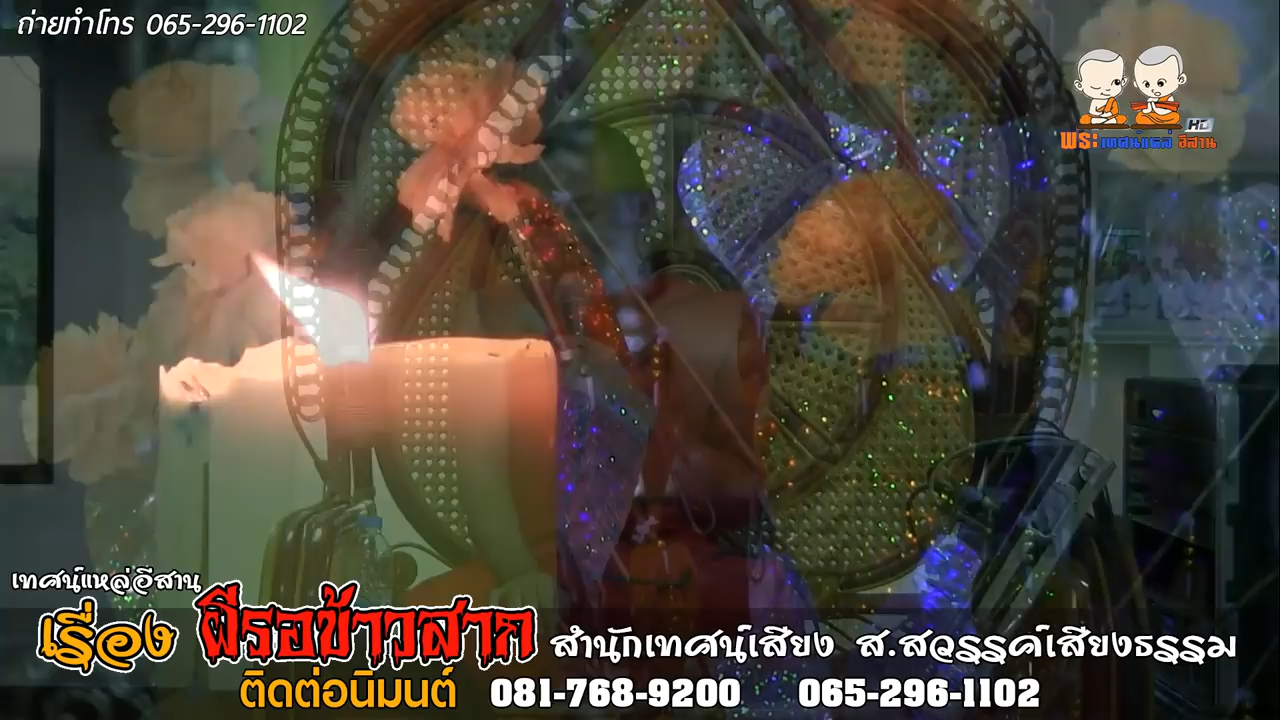 ถ่ายทำโทร 065-296-1102
HD
พระเทศน์แหล่ อีสาน
เทศน์แหล่อีสาน
เรื่อง ผีรอข้าวสาก สำนักเทศน์เสียง ส.สวรรค์เสียงธรรม
ติดต่อนิมนต์ 081-768-9200 065-296-1102